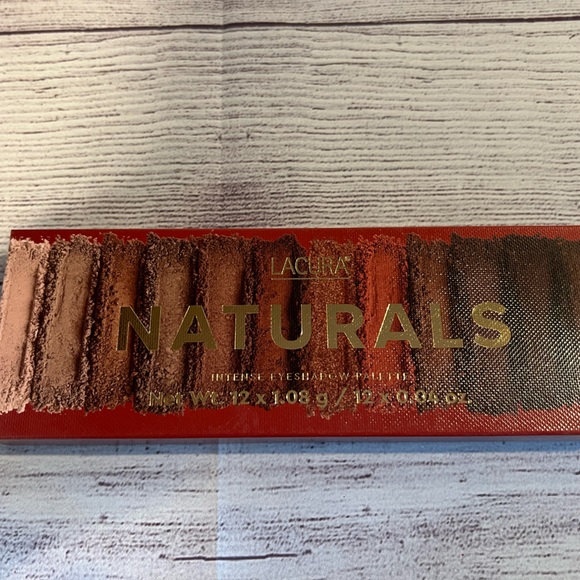 LACURA®
NATURALS
INTENSE EYESHADOW PALETTE
Net Wt. 12 x 1.08 g / 12 x 0.04 oz.